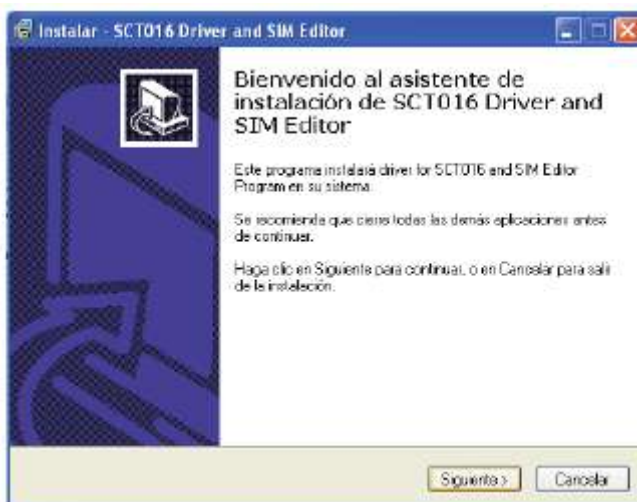 Instalar - SCT016 Driver and SIM Editor
Bienvenido al asistente de
instalación de SCT016 Driver and
SIM Editor
Este programa instalará driver for SCT016 and SIM Editor
Program en su sistema.
Se recomienda que cierre todas las demás aplicaciones antes
de continuar.
Haga clic en Siguiente para continuar, o en Cancelar para salir
de la instalación.
Siguiente >
Cancelar